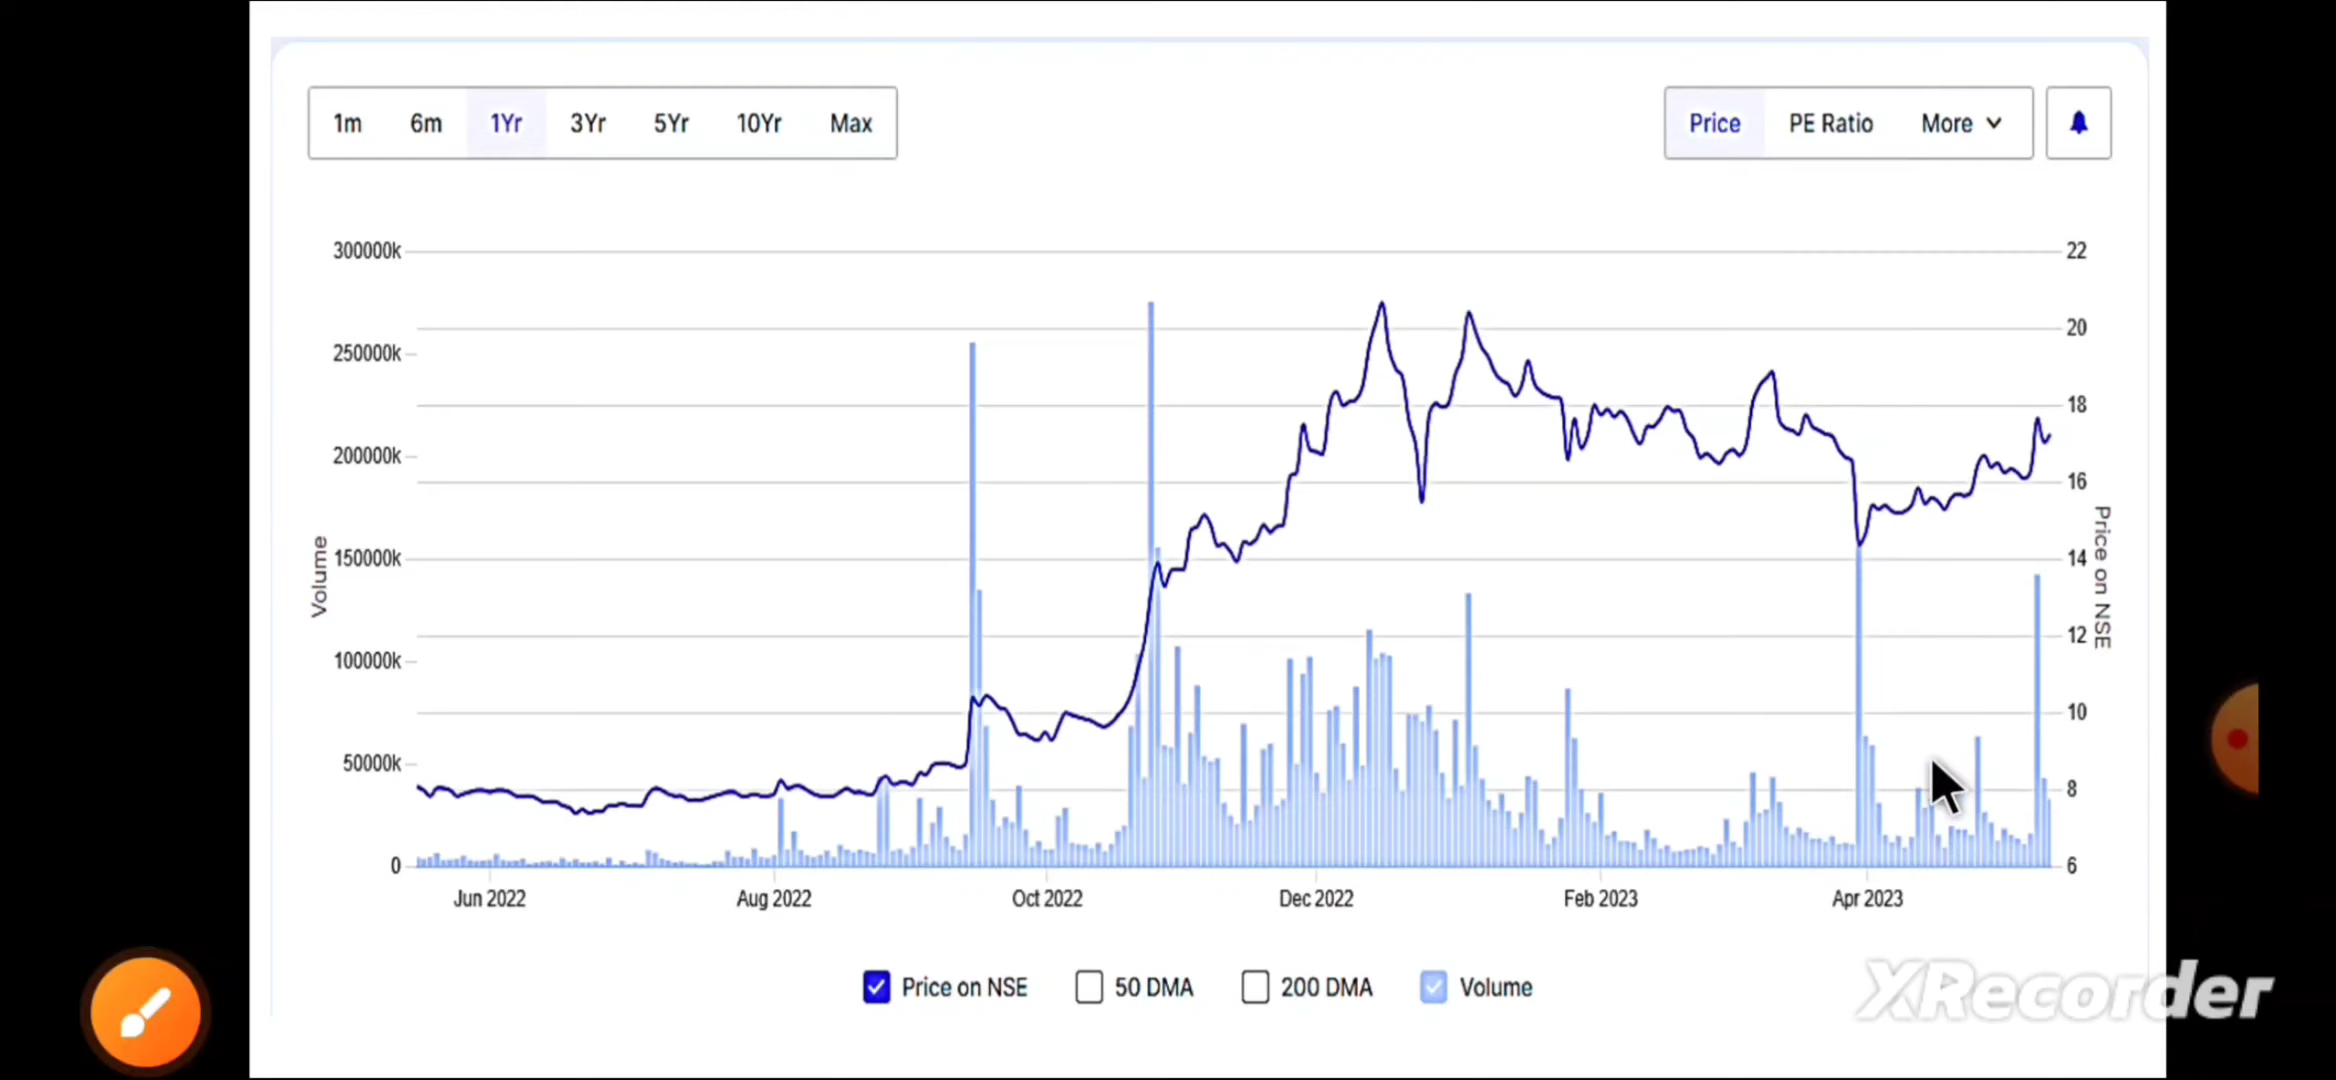 1m 6m 1Yr 3Yr 5Yr 10Yr Max
Price PE Ratio More
300000k
250000k
200000k
150000k
100000k
50000k
0
Volume
22
20
18
16
14
12
10
8
6
Price on NSE
Jun 2022 Aug 2022 Oct 2022 Dec 2022 Feb 2023 Apr 2023
Price on NSE 50 DMA 200 DMA Volume
XRecorder